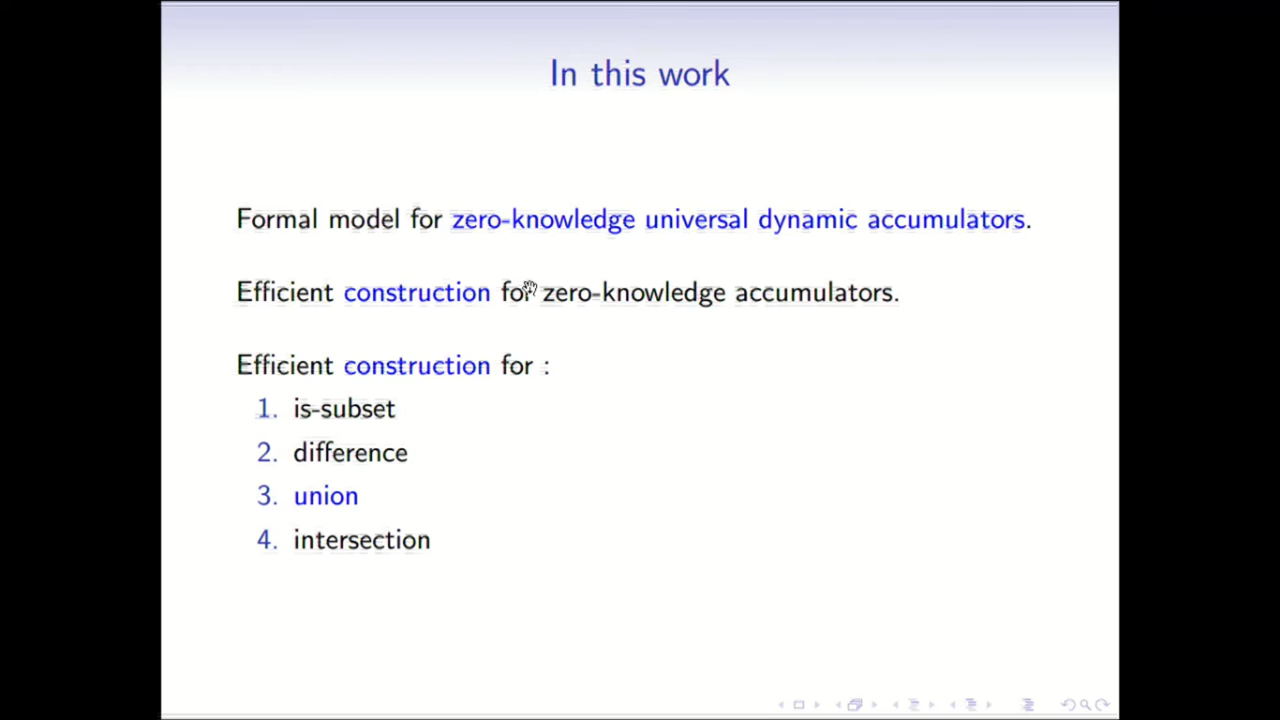 In this work
Formal model for zero-knowledge universal dynamic accumulators.
Efficient construction for zero-knowledge accumulators.
Efficient construction for :
1. is-subset
2. difference
3. union
4. intersection